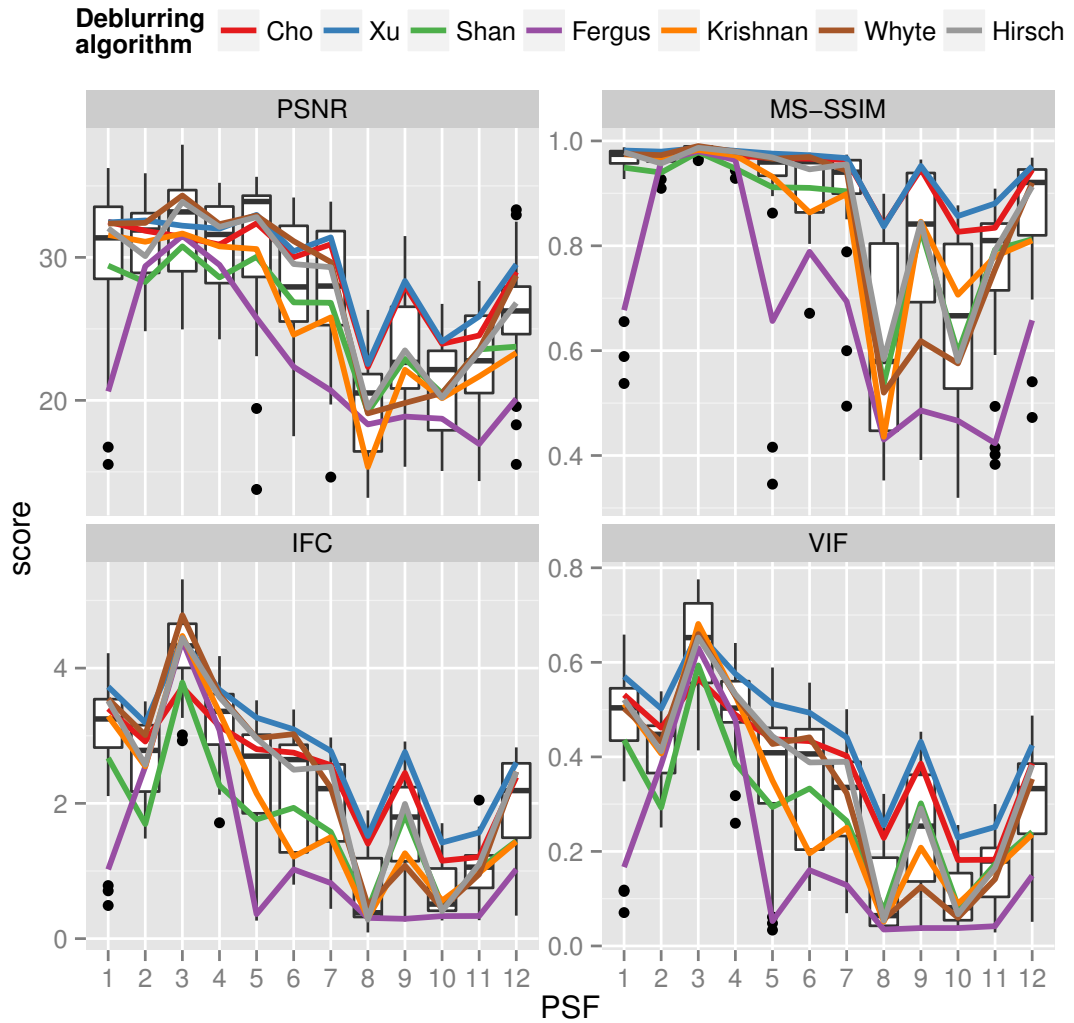 Deblurring
algorithm
Cho Xu Shan Fergus Krishnan Whyte Hirsch
PSNR
MS−SSIM
30
20
1.0
0.8
0.6
0.4
score
IFC
VIF
4
2
0
0.8
0.6
0.4
0.2
0.0
1 2 3 4 5 6 7 8 9 10 11 12
1 2 3 4 5 6 7 8 9 10 11 12
PSF